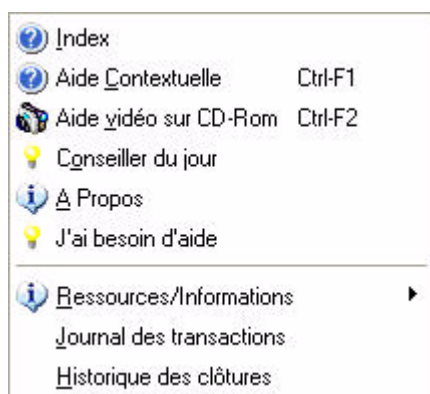 Index
Aide Contextuelle Ctrl-F1
Aide vidéo sur CD-Rom Ctrl-F2
Conseiller du jour
A Propos
J'ai besoin d'aide
Ressources/Informations
Journal des transactions
Historique des clôtures